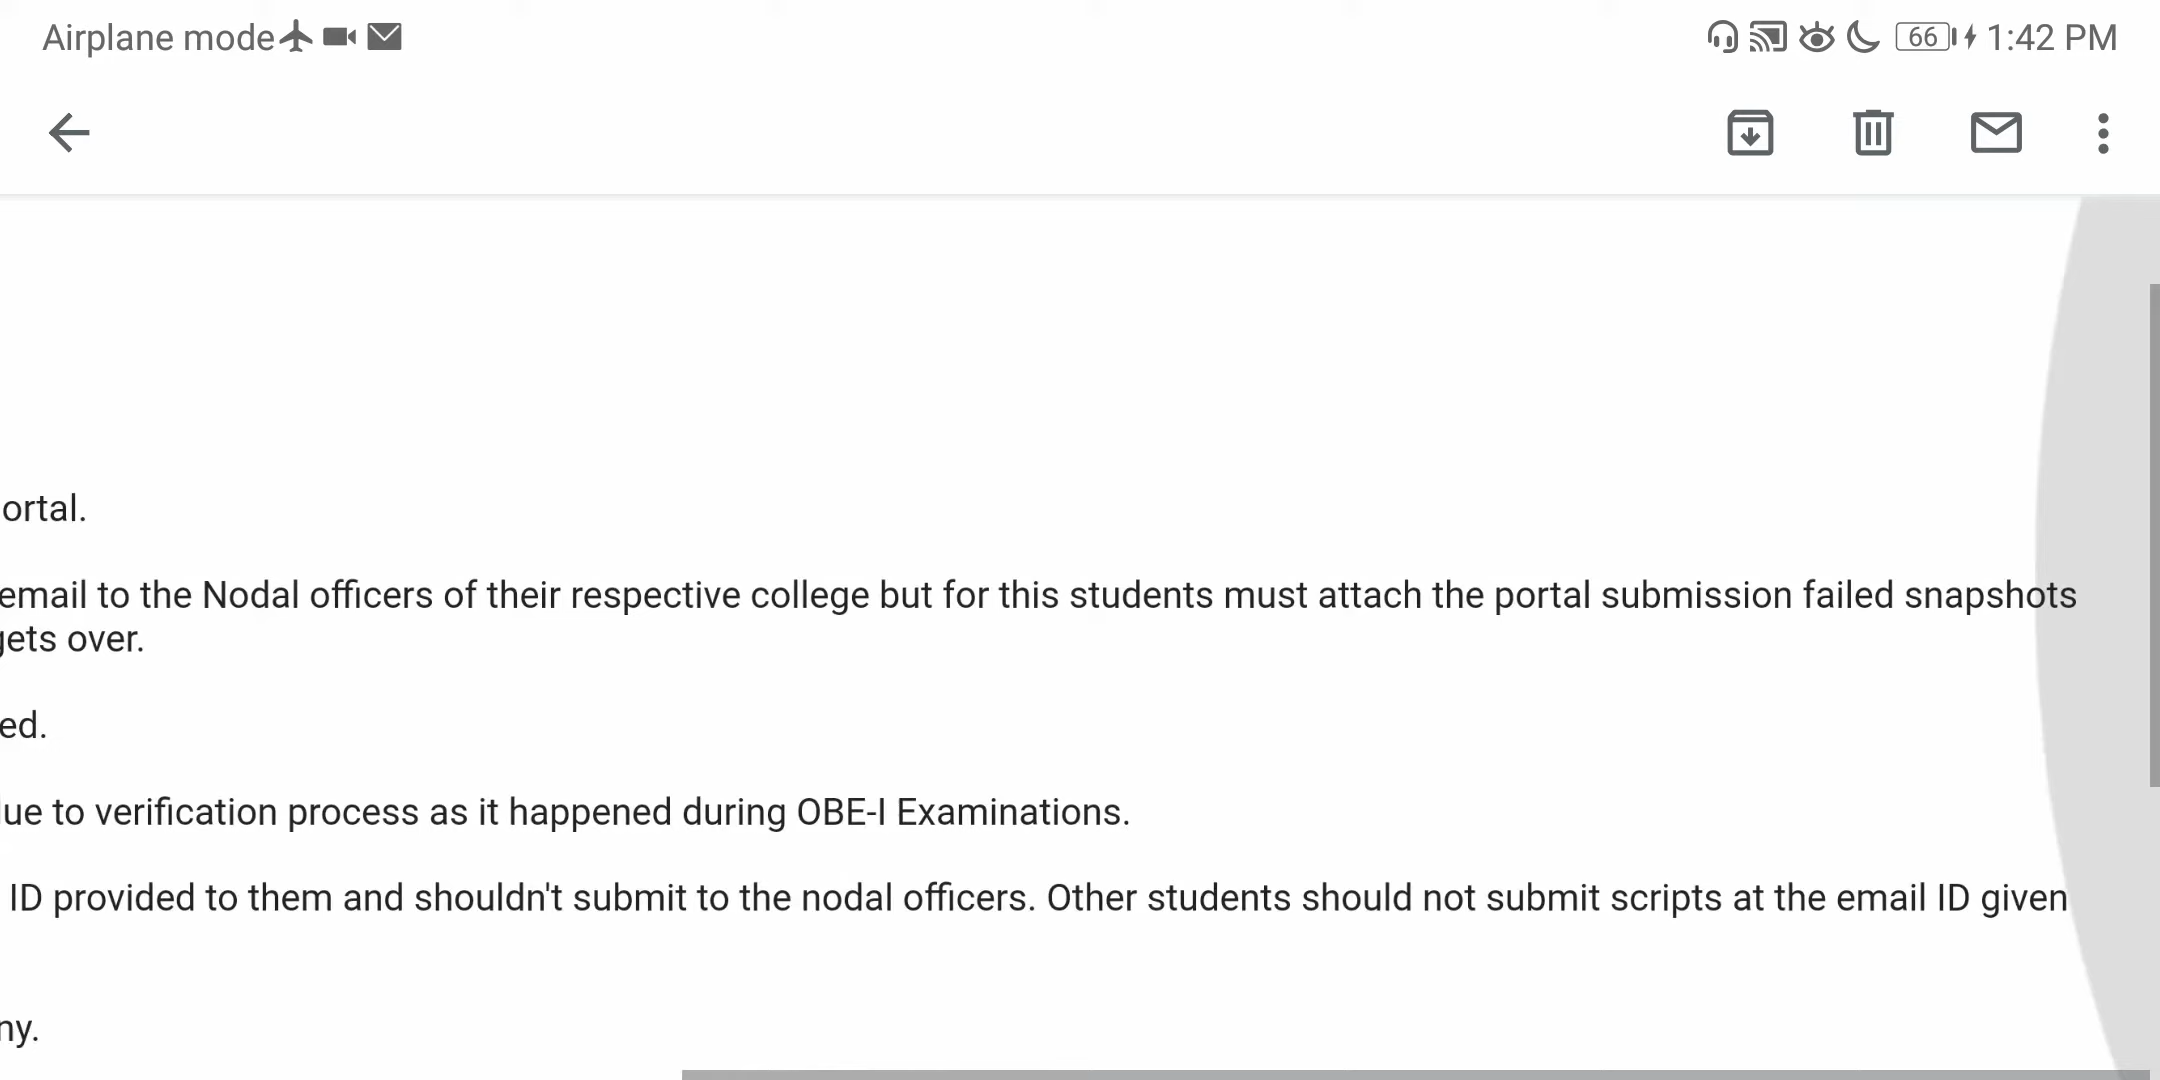 Airplane mode 66 1:42 PM
ortal.
email to the Nodal officers of their respective college but for this students must attach the portal submission failed snapshots
gets over.
ed.
due to verification process as it happened during OBE-I Examinations.
ID provided to them and shouldn't submit to the nodal officers. Other students should not submit scripts at the email ID given
ny.